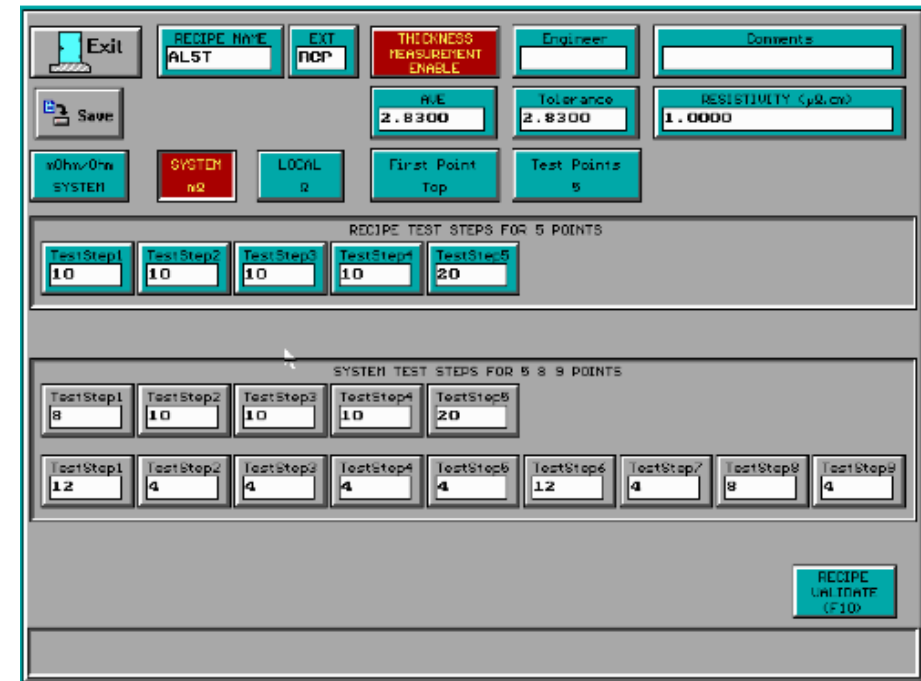 Exit
RECIPE NAME
ALST
EXT
nCP
THICKNESS
MEASUREMENT
ENABLE
Engineer
Comments
Save
AVE
2.8300
Tolerance
2.8300
RESISTIVITY (μΩ.cm)
1.0000
mOhm/Ohm
SYSTEM
SYSTEM
mΩ
LOCAL
Ω
First Point
Top
Test Points
5
RECIPE TEST STEPS FOR 5 POINTS
TestStep1
10
TestStep2
10
TestStep3
10
TestStep4
10
TestStep5
20
SYSTEM TEST STEPS FOR 5 & 9 POINTS
TestStep1
8
TestStep2
10
TestStep3
10
TestStep4
10
TestStep5
20
TestStep1
12
TestStep2
4
TestStep3
4
TestStep4
4
TestStep5
4
TestStep6
12
TestStep7
4
TestStep8
8
TestStep9
4
RECIPE
VALIDATE
(F10)